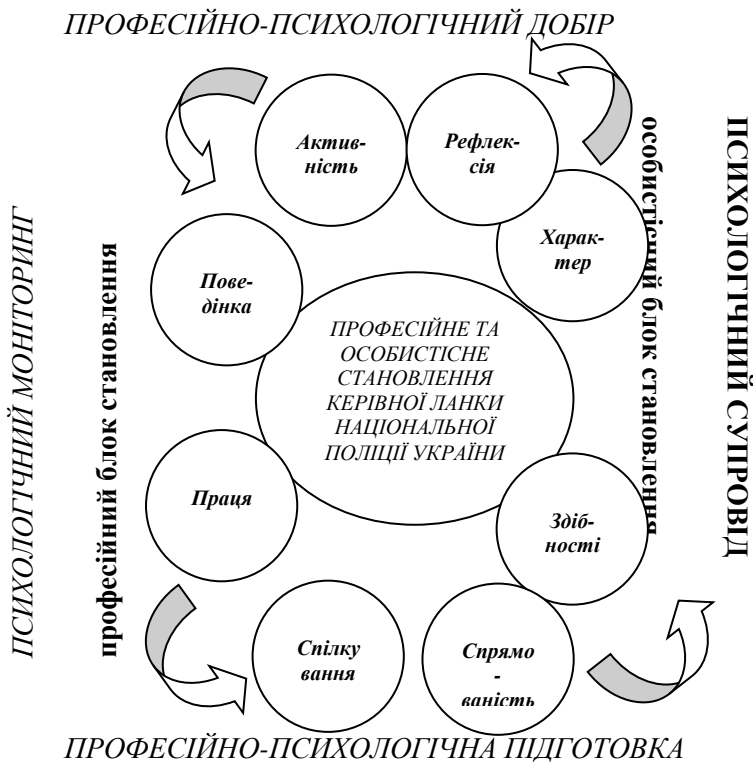 ПРОФЕСІЙНО-ПСИХОЛОГІЧНИЙ ДОБІР
Актив-
ність
Рефлек-
сія
Харак-
тер
Пове-
дінка
ПРОФЕСІЙНЕ ТА
ОСОБИСТІСНЕ
СТАНОВЛЕННЯ
КЕРІВНОЇ ЛАНКИ
НАЦІОНАЛЬНОЇ
ПОЛІЦІЇ УКРАЇНИ
Праця
Здіб-
ності
Спілку
вання
Спрямо
-
ваність
ПСИХОЛОГІЧНИЙ МОНІТОРИНГ
професійний блок становлення
особистісний блок становлення
ПСИХОЛОГІЧНИЙ СУПРОВІД
ПРОФЕСІЙНО-ПСИХОЛОГІЧНА ПІДГОТОВКА